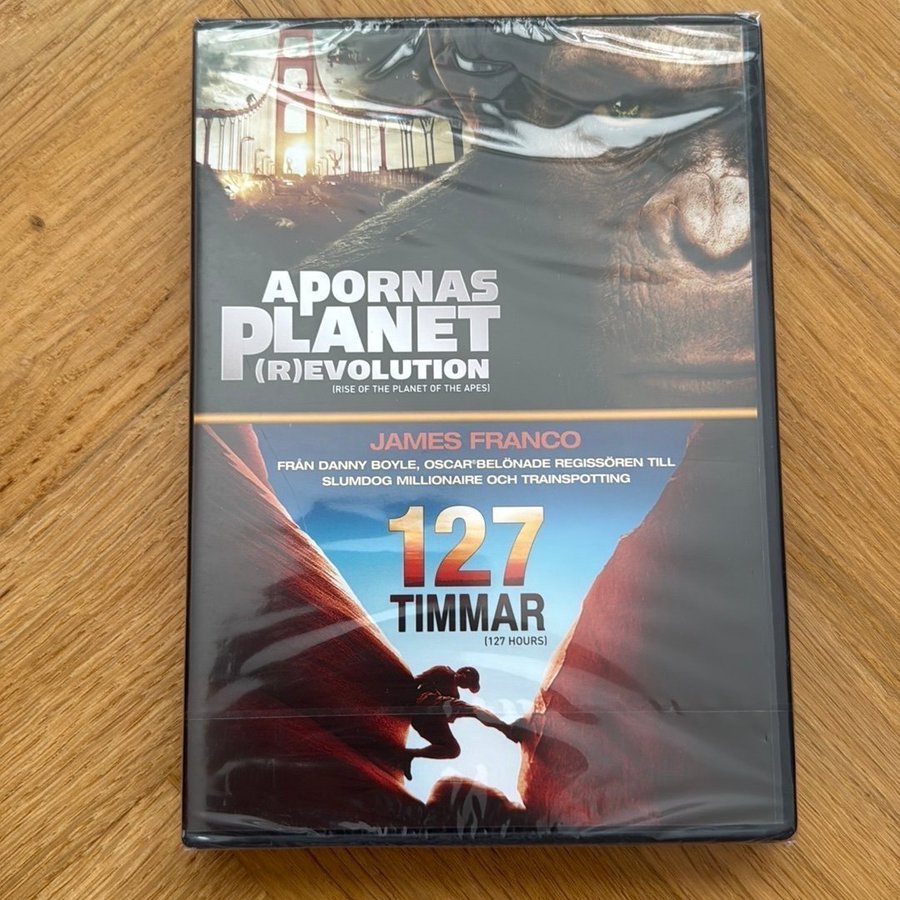 APORNAS
PLANET
(R)EVOLUTION
(RISE OF THE PLANET OF THE APES)
JAMES FRANCO
FRÅN DANNY BOYLE, OSCAR®BELÖNADE REGISSÖREN TILL
SLUMDOG MILLIONAIRE OCH TRAINSPOTTING
127
TIMMAR
(127 HOURS)